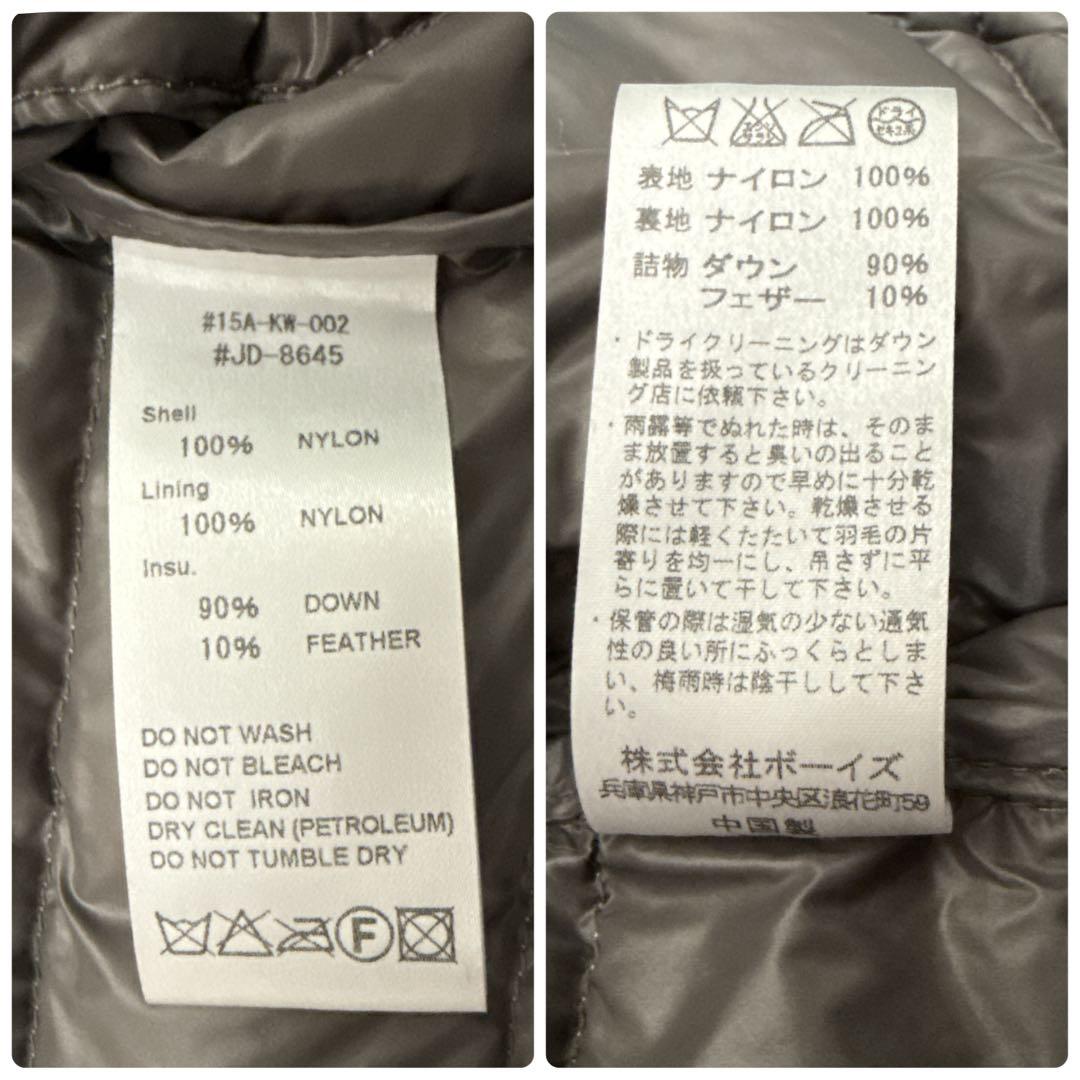 #15A-KW-002
#JD-8645
Shell
100% NYLON
Lining
100% NYLON
Insu.
90% DOWN
10% FEATHER
DO NOT WASH
DO NOT BLEACH
DO NOT IRON
DRY CLEAN (PETROLEUM)
DO NOT TUMBLE DRY
F
エンソ
サラシ
ドライ
セキユ系
表地 ナイロン 100%
裏地 ナイロン 100%
詰物 ダウン 90%
フェザー 10%
・ドライクリーニングはダウン
製品を扱っているクリーニン
グ店に依頼下さい。
・雨露等でぬれた時は、そのま
ま放置すると臭いの出ること
がありますので早めに十分乾
燥させて下さい。乾燥させる
際には軽くたたいて羽毛の片
寄りを均一にし、吊さずに平
らに置いて干して下さい。
・保管の際は湿気の少ない通気
性の良い所にふっくらとしま
い、梅雨時は陰干しして下さ
い。
株式会社ボーイズ
兵庫県神戸市中央区浪花町59
中国製